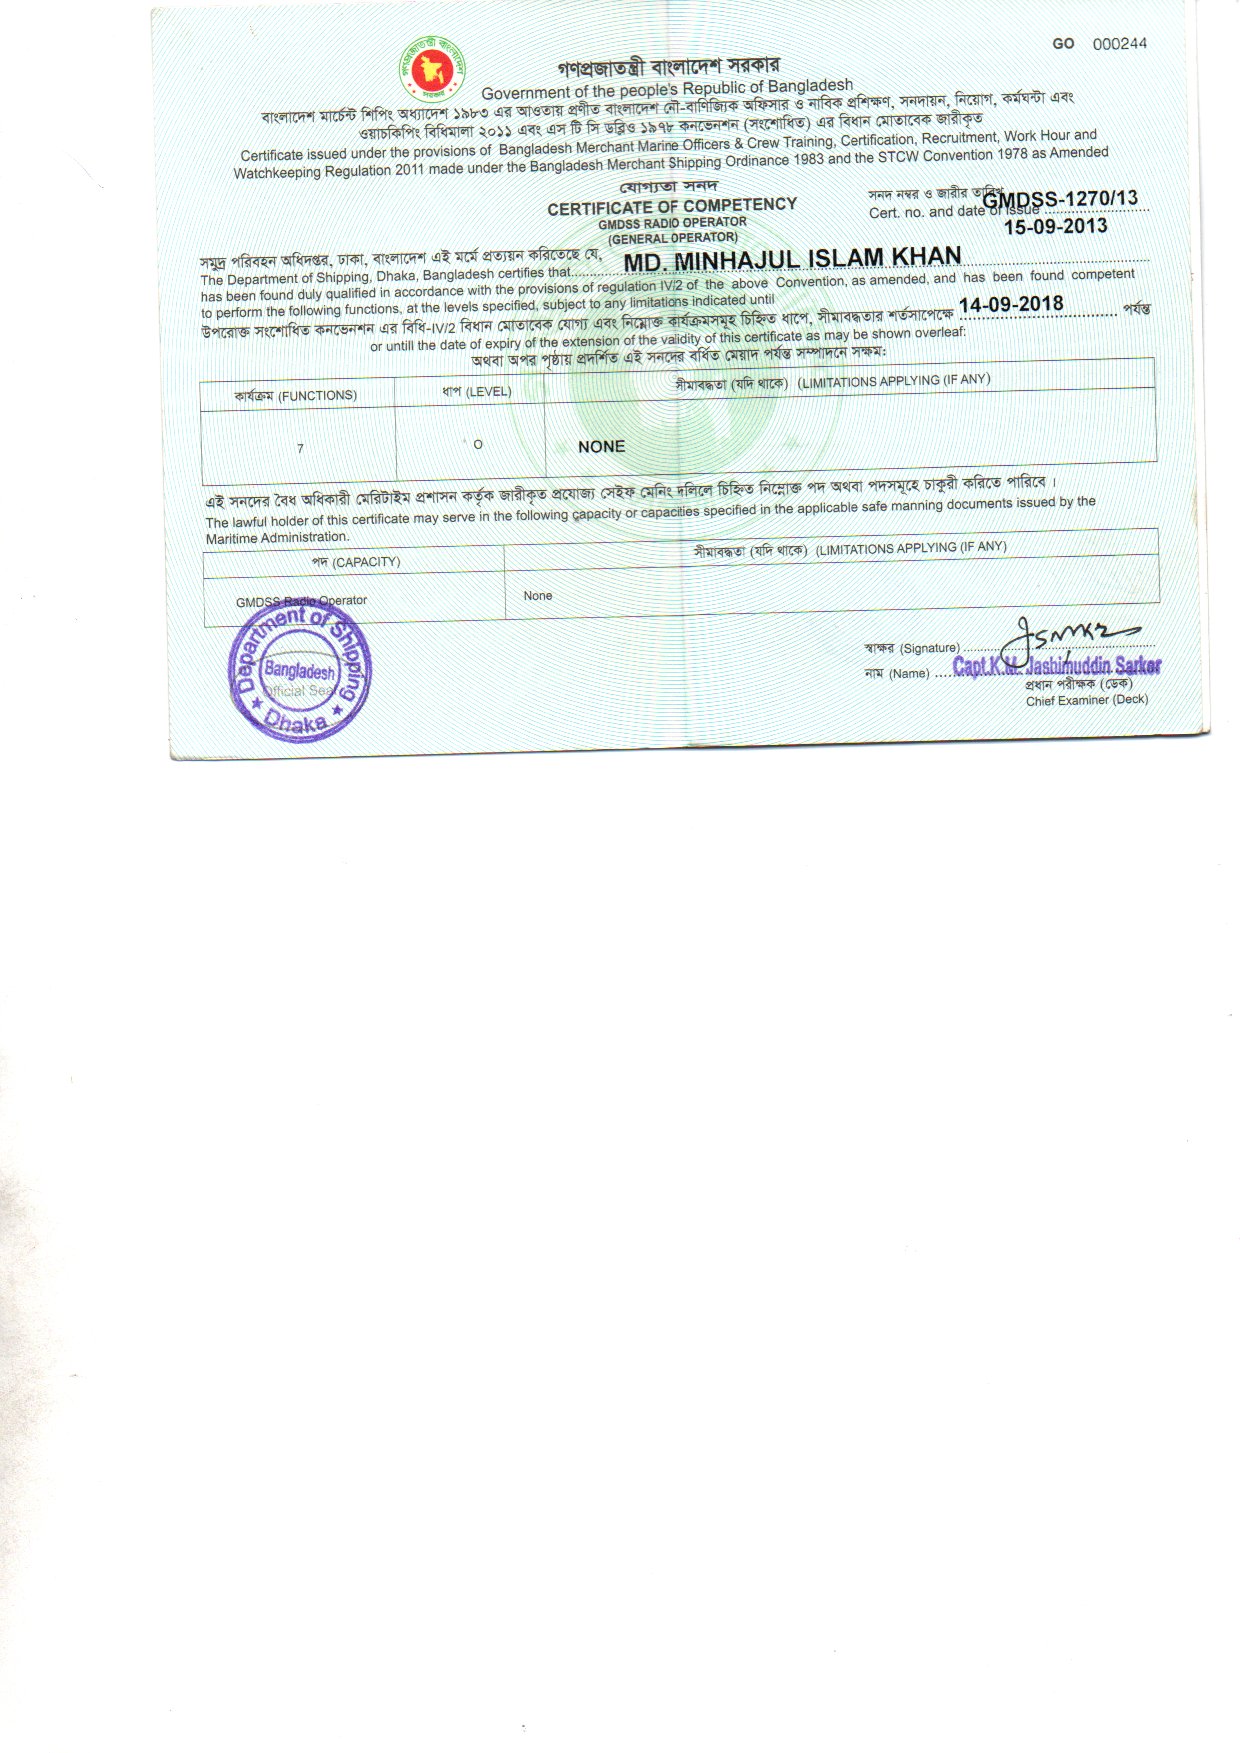 GO 000244
গণপ্রজাতন্ত্রী বাংলাদেশ
সরকার
গণপ্রজাতন্ত্রী বাংলাদেশ সরকার
Government of the people's Republic of Bangladesh
বাংলাদেশ মার্চেন্ট শিপিং অধ্যাদেশ ১৯৮৩ এর আওতায় প্রণীত বাংলাদেশ নৌ-বাণিজ্যিক অফিসার ও নাবিক প্রশিক্ষণ, সনদায়ন, নিয়োগ, কর্মঘন্টা এবং
ওয়াচকিপিং বিধিমালা ২০১১ এবং এস টি সি ডব্লিও ১৯৭৮ কনভেনশন (সংশোধিত) এর বিধান মোতাবেক জারীকৃত
Certificate issued under the provisions of Bangladesh Merchant Marine Officers & Crew Training, Certification, Recruitment, Work Hour and
Watchkeeping Regulation 2011 made under the Bangladesh Merchant Shipping Ordinance 1983 and the STCW Convention 1978 as Amended
যোগ্যতা সনদ
CERTIFICATE OF COMPETENCY
GMDSS RADIO OPERATOR
(GENERAL OPERATOR)
সনদ নম্বর ও জারীর তারিখ
Cert. no. and date of issue GMDSS-1270/13
15-09-2013
সমুদ্র পরিবহন অধিদপ্তর, ঢাকা, বাংলাদেশ এই মর্মে প্রত্যয়ন করিতেছে যে,
The Department of Shipping, Dhaka, Bangladesh certifies that MD. MINHAJUL ISLAM KHAN
has been found duly qualified in accordance with the provisions of regulation IV/2 of the above Convention, as amended, and has been found competent
to perform the following functions, at the levels specified, subject to any limitations indicated until
উপরোক্ত সংশোধিত কনভেনশন এর বিধি-IV/2 বিধান মোতাবেক যোগ্য এবং নিম্নোক্ত কার্যক্রমসমূহ চিহ্নিত ধাপে, সীমাবদ্ধতার শর্তসাপেক্ষে 14-09-2018 পর্যন্ত
or untill the date of expiry of the extension of the validity of this certificate as may be shown overleaf:
অথবা অপর পৃষ্ঠায় প্রদর্শিত এই সনদের বর্ধিত মেয়াদ পর্যন্ত সম্পাদনে সক্ষম:
কার্যক্রম (FUNCTIONS) ধাপ (LEVEL) সীমাবদ্ধতা (যদি থাকে) (LIMITATIONS APPLYING (IF ANY)
7 O NONE
এই সনদের বৈধ অধিকারী মেরিটাইম প্রশাসন কর্তৃক জারীকৃত প্রযোজ্য সেইফ মেনিং দলিলে চিহ্নিত নিম্নোক্ত পদ অথবা পদসমূহে চাকুরী করিতে পারিবে ।
The lawful holder of this certificate may serve in the following capacity or capacities specified in the applicable safe manning documents issued by the
Maritime Administration.
পদ (CAPACITY) সীমাবদ্ধতা (যদি থাকে) (LIMITATIONS APPLYING (IF ANY)
GMDSS Radio Operator None
Department of Shipping
Bangladesh
Official Seal
Dhaka
স্বাক্ষর (Signature)
নাম (Name) Capt.K.M. Jashimuddin Sarker
প্রধান পরীক্ষক (ডেক)
Chief Examiner (Deck)